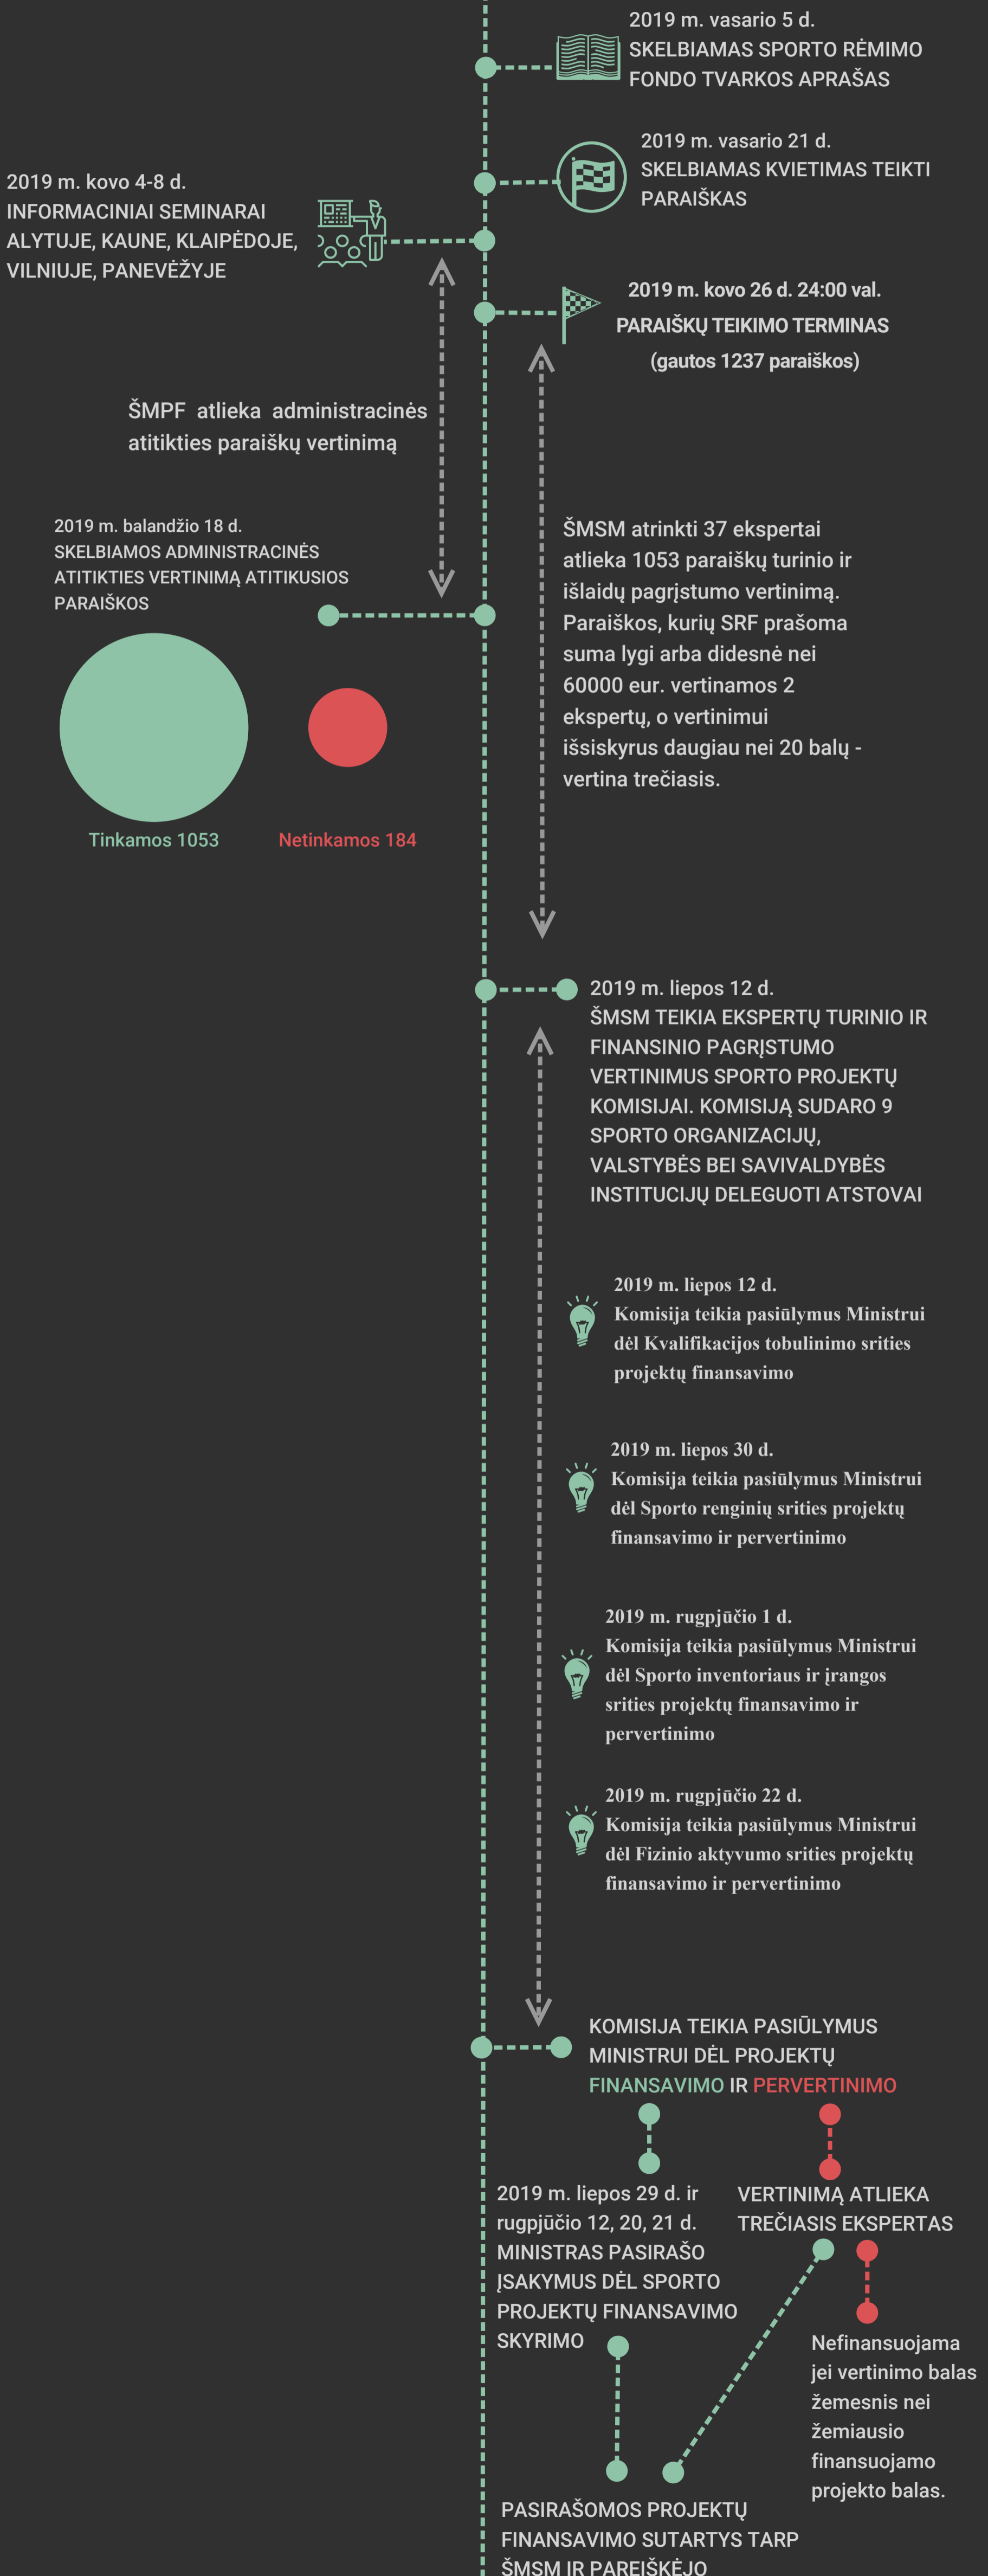 2019 m. vasario 5 d.
SKELBIAMAS SPORTO RĖMIMO
FONDO TVARKOS APRAŠAS
2019 m. vasario 21 d.
SKELBIAMAS KVIETIMAS TEIKTI
PARAIŠKAS
2019 m. kovo 4-8 d.
INFORMACINIAI SEMINARAI
ALYTUJE, KAUNE, KLAIPĖDOJE,
VILNIUJE, PANEVĖŽYJE
2019 m. kovo 26 d. 24:00 val.
PARAIŠKŲ TEIKIMO TERMINAS
(gautos 1237 paraiškos)
ŠMPF atlieka administracinės
atitikties paraiškų vertinimą
2019 m. balandžio 18 d.
SKELBIAMOS ADMINISTRACINĖS
ATITIKTIES VERTINIMĄ ATITIKUSIOS
PARAIŠKOS
Tinkamos 1053
Netinkamos 184
ŠMSM atrinkti 37 ekspertai
atlieka 1053 paraiškų turinio ir
išlaidų pagrįstumo vertinimą.
Paraiškos, kurių SRF prašoma
suma lygi arba didesnė nei
60000 eur. vertinamos 2
ekspertų, o vertinimui
išsiskyrus daugiau nei 20 balų -
vertina trečiasis.
2019 m. liepos 12 d.
ŠMSM TEIKIA EKSPERTŲ TURINIO IR
FINANSINIO PAGRĮSTUMO
VERTINIMUS SPORTO PROJEKTŲ
KOMISIJAI. KOMISIJĄ SUDARO 9
SPORTO ORGANIZACIJŲ,
VALSTYBĖS BEI SAVIVALDYBĖS
INSTITUCIJŲ DELEGUOTI ATSTOVAI
2019 m. liepos 12 d.
Komisija teikia pasiūlymus Ministrui
dėl Kvalifikacijos tobulinimo srities
projektų finansavimo
2019 m. liepos 30 d.
Komisija teikia pasiūlymus Ministrui
dėl Sporto renginių srities projektų
finansavimo ir pervertinimo
2019 m. rugpjūčio 1 d.
Komisija teikia pasiūlymus Ministrui
dėl Sporto inventoriaus ir įrangos
srities projektų finansavimo ir
pervertinimo
2019 m. rugpjūčio 22 d.
Komisija teikia pasiūlymus Ministrui
dėl Fizinio aktyvumo srities projektų
finansavimo ir pervertinimo
KOMISIJA TEIKIA PASIŪLYMUS
MINISTRUI DĖL PROJEKTŲ
FINANSAVIMO IR PERVERTINIMO
2019 m. liepos 29 d. ir
rugpjūčio 12, 20, 21 d.
MINISTRAS PASIRAŠO
ĮSAKYMUS DĖL SPORTO
PROJEKTŲ FINANSAVIMO
SKYRIMO
VERTINIMĄ ATLIEKA
TREČIASIS EKSPERTAS
Nefinansuojama
jei vertinimo balas
žemesnis nei
žemiausio
finansuojamo
projekto balas.
PASIRAŠOMOS PROJEKTŲ
FINANSAVIMO SUTARTYS TARP
ŠMSM IR PAREIŠKĖJO